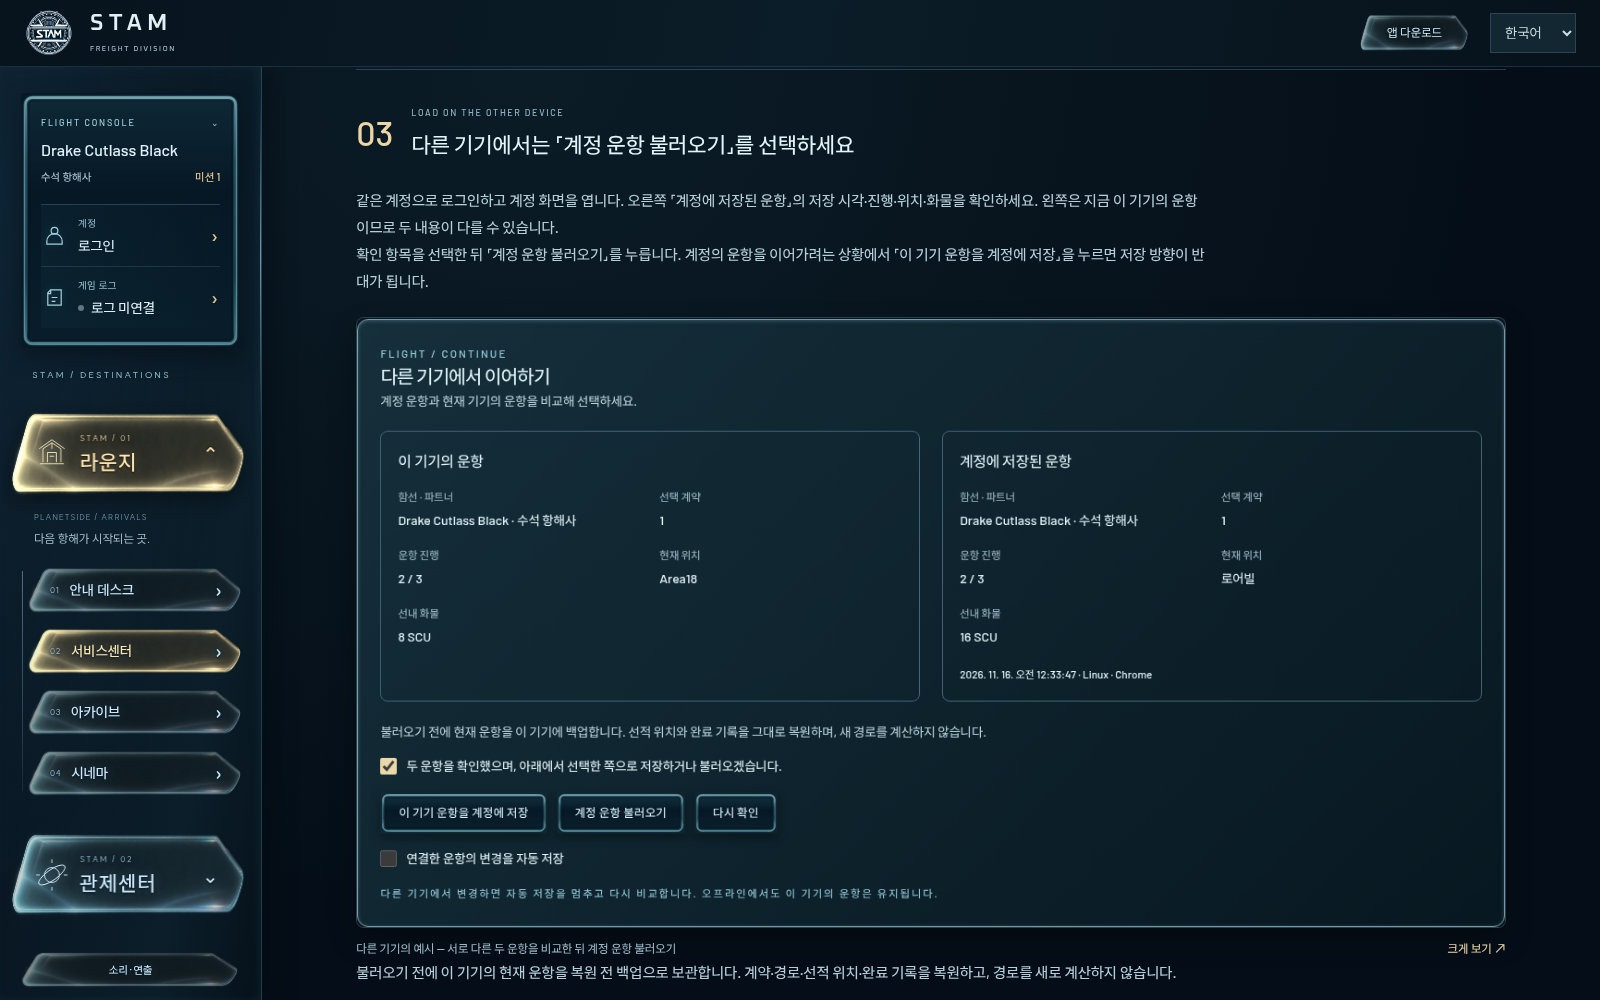 STAM
STAM
FREIGHT DIVISION
앱 다운로드
한국어
FLIGHT CONSOLE
Drake Cutlass Black
수석 항해사
미션 1
계정
로그인
게임 로그
로그 미연결
STAM / DESTINATIONS
STAM / 01
라운지
PLANETSIDE / ARRIVALS
다음 항해가 시작되는 곳.
01 안내 데스크
02 서비스센터
03 아카이브
04 시네마
STAM / 02
관제센터
소리·연출
03
LOAD ON THE OTHER DEVICE
다른 기기에서는 「계정 운항 불러오기」를 선택하세요
같은 계정으로 로그인하고 계정 화면을 엽니다. 오른쪽 「계정에 저장된 운항」의 저장 시각·진행·위치·화물을 확인하세요. 왼쪽은 지금 이 기기의 운항
이므로 두 내용이 다를 수 있습니다.
확인 항목을 선택한 뒤 「계정 운항 불러오기」를 누릅니다. 계정의 운항을 이어가려는 상황에서 「이 기기 운항을 계정에 저장」을 누르면 저장 방향이 반
대가 됩니다.
FLIGHT / CONTINUE
다른 기기에서 이어하기
계정 운항과 현재 기기의 운항을 비교해 선택하세요.
이 기기의 운항
함선 · 파트너
선택 계약
Drake Cutlass Black · 수석 항해사
1
운항 진행
현재 위치
2 / 3
Area18
선내 화물
8 SCU
계정에 저장된 운항
함선 · 파트너
선택 계약
Drake Cutlass Black · 수석 항해사
1
운항 진행
현재 위치
2 / 3
로어빌
선내 화물
16 SCU
2026. 11. 16. 오전 12:33:47 · Linux · Chrome
불러오기 전에 현재 운항을 이 기기에 백업합니다. 선적 위치와 완료 기록을 그대로 복원하며, 새 경로를 계산하지 않습니다.
두 운항을 확인했으며, 아래에서 선택한 쪽으로 저장하거나 불러오겠습니다.
이 기기 운항을 계정에 저장
계정 운항 불러오기
다시 확인
연결한 운항의 변경을 자동 저장
다른 기기에서 변경하면 자동 저장을 멈추고 다시 비교합니다. 오프라인에서도 이 기기의 운항은 유지됩니다.
다른 기기의 예시 — 서로 다른 두 운항을 비교한 뒤 계정 운항 불러오기
크게 보기 ↗
불러오기 전에 이 기기의 현재 운항을 복원 전 백업으로 보관합니다. 계약·경로·선적 위치·완료 기록을 복원하고, 경로를 새로 계산하지 않습니다.